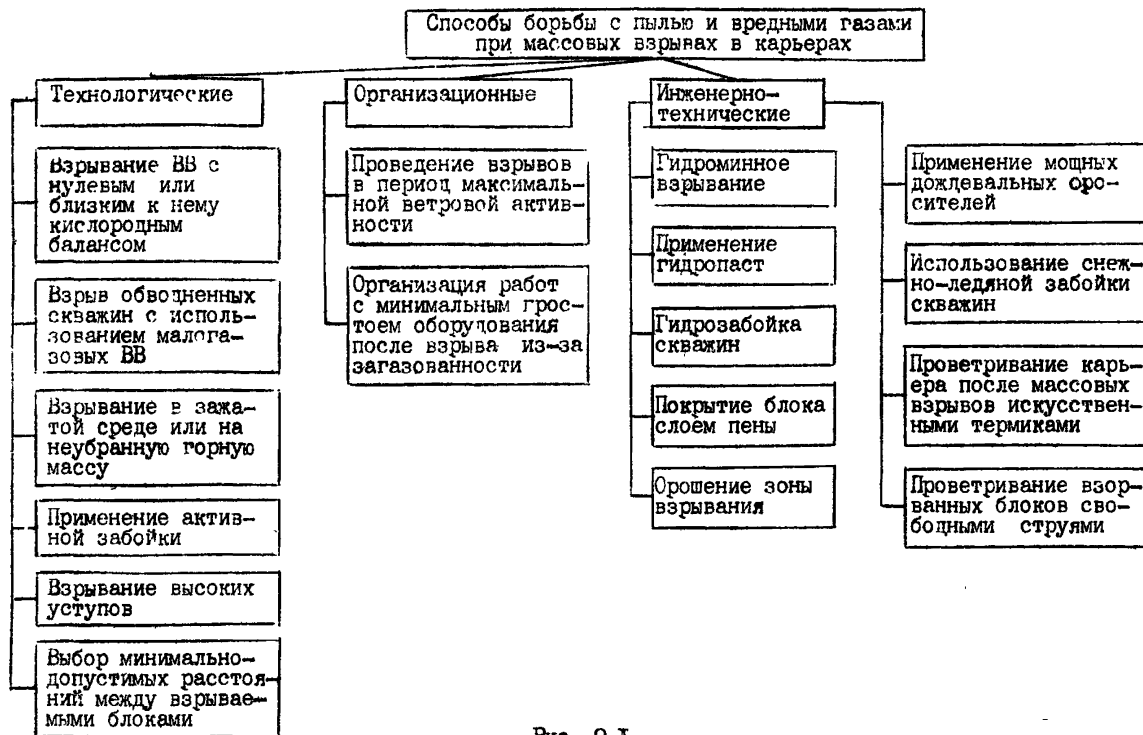 Способы борьбы с пылью и вредными газами
при массовых взрывах в карьерах
Технологические
Взрывание ВВ с
нулевым или
близким к нему
кислородным
балансом
Взрыв обводненных
скважин с исполь-
зованием малога-
зовых ВВ
Взрывание в зажа-
той среде или на
неубранную горную
массу
Применение актив-
ной забойки
Взрывание высоких
уступов
Выбор минимально-
допустимых расстоя-
ний между взрывае-
мыми блоками
Организационные
Проведение взрывов
в период максималь-
ной ветровой актив-
ности
Организация работ
с минимальным прос-
тоем оборудования
после взрыва из-за
загазованности
Инженерно-
технические
Гидроминное
взрывание
Применение
гидропаст
Гидрозабойка
скважин
Покрытие блока
слоем пены
Орошение зоны
взрывания
Применение мощных
дождевальных оро-
сителей
Использование снеж-
но-ледяной забойки
скважин
Проветривание карь-
ера после массовых
взрывов искусствен-
ными термиками
Проветривание взор-
ванных блоков сво-
бодными струями